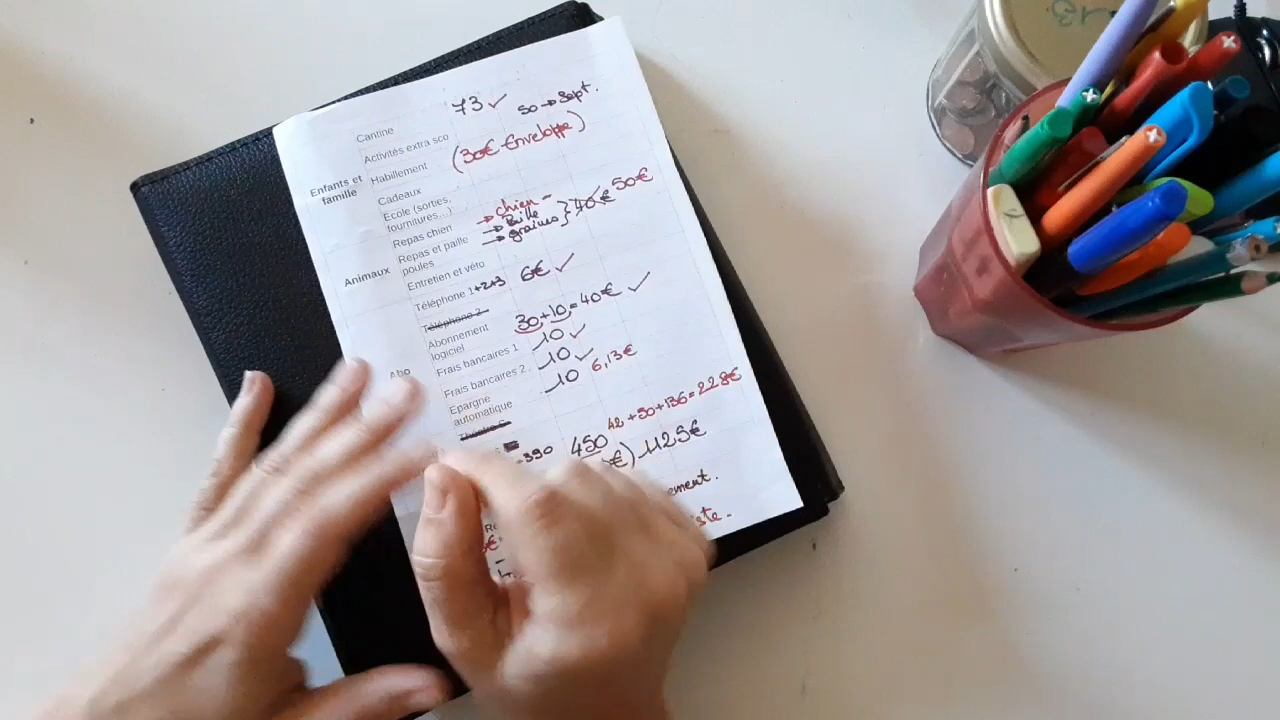 Cantine 73 ✓ 50 → Sept.
Activités extra sco
Habillement (30€ Enveloppe)
Enfants et
famille
Cadeaux
Ecole (sorties,
fournitures...)
→ chien -
Repas chien → Paille } 40€ 50€
Repas et paille → graines
poules
Animaux
Entretien et véto
Téléphone 1+2+3 6€ ✓
Téléphone 2
Abonnement 30+10=40€ ✓
logiciel
Abo
Frais bancaires 1 10 ✓
Frais bancaires 2 10 ✓
Epargne 10 6,13€
automatique
42 +50+136=228€
=390 450
€) 1125€